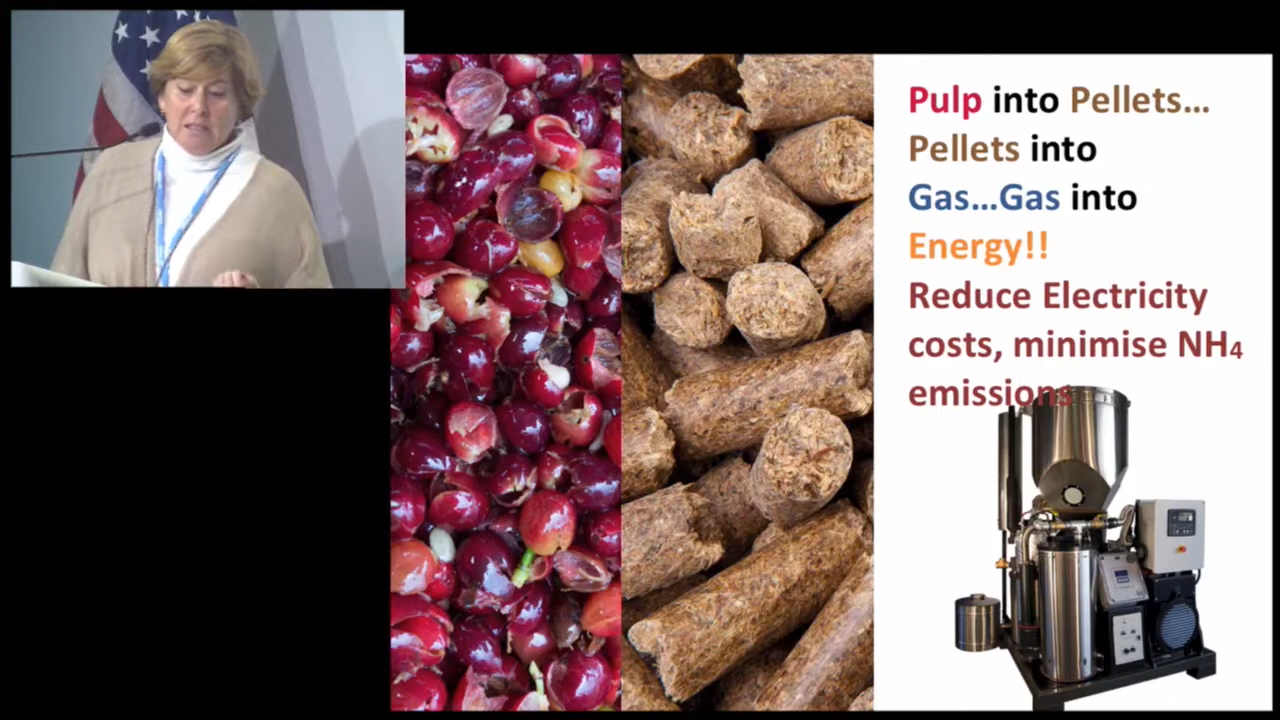 Pulp into Pellets...
Pellets into
Gas...Gas into
Energy!!
Reduce Electricity
costs, minimise NH4
emissions